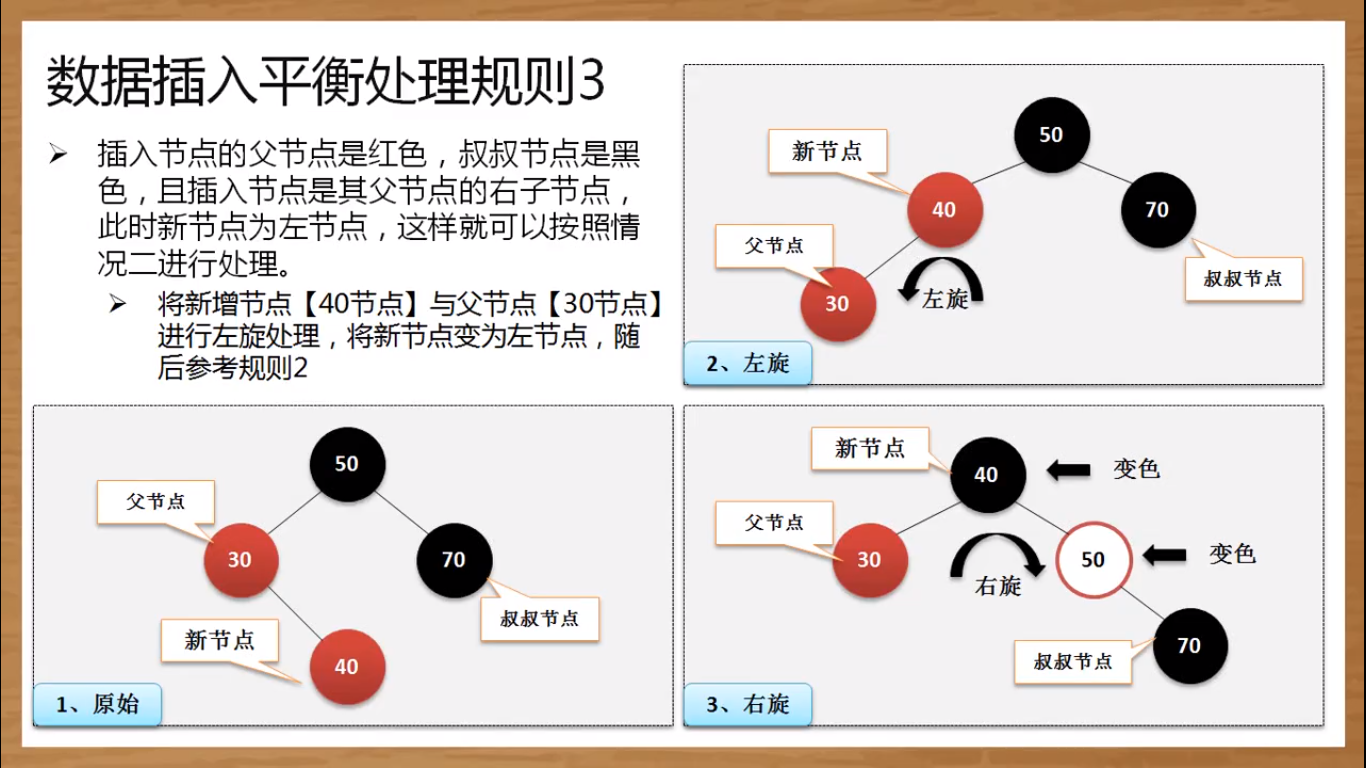 数据插入平衡处理规则3
插入节点的父节点是红色，叔叔节点是黑
色，且插入节点是其父节点的右子节点，
此时新节点为左节点，这样就可以按照情
况二进行处理。
将新增节点【40节点】与父节点【30节点】
进行左旋处理，将新节点变为左节点，随
后参考规则2
50
新节点
40
70
父节点
叔叔节点
30
左旋
2、左旋
50
父节点
30
70
叔叔节点
新节点
40
1、原始
新节点
40
变色
父节点
30
50
变色
右旋
70
叔叔节点
3、右旋